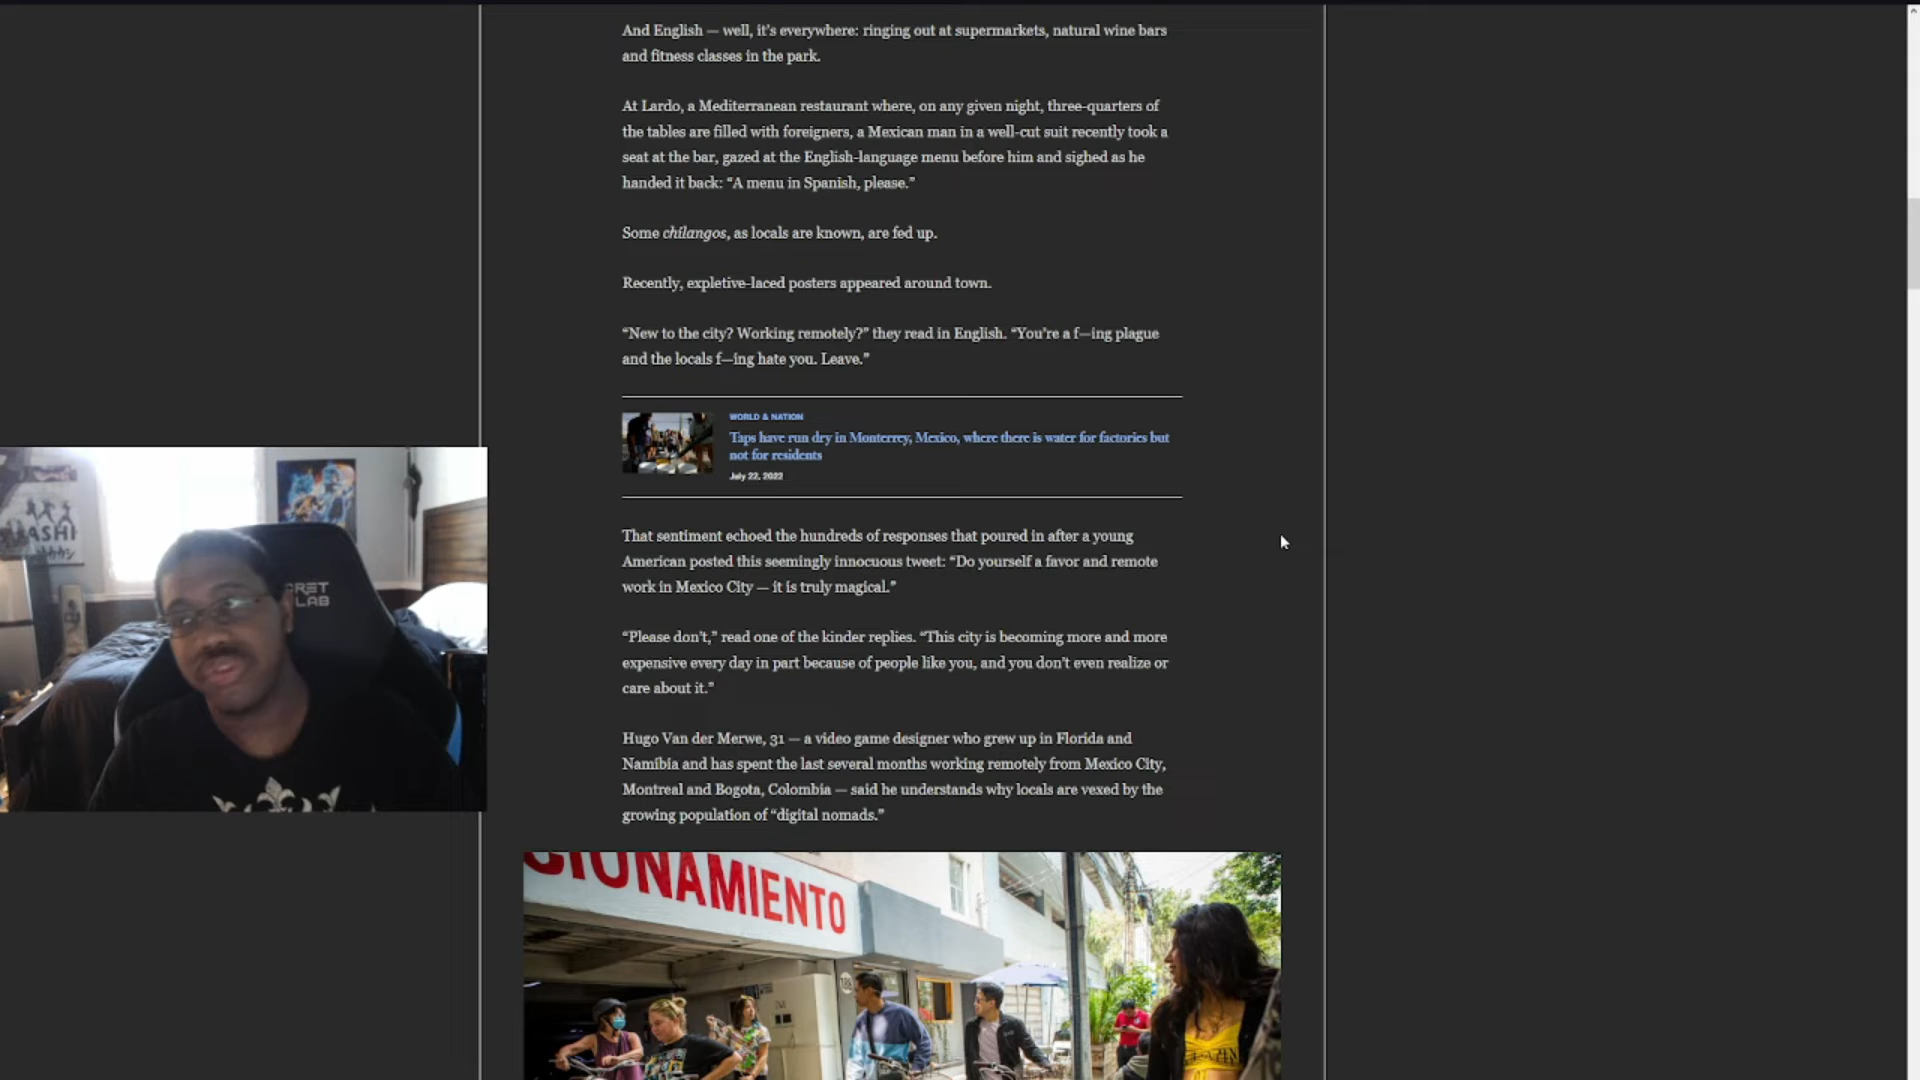 And English — well, it's everywhere: ringing out at supermarkets, natural wine bars
and fitness classes in the park.
At Lardo, a Mediterranean restaurant where, on any given night, three-quarters of
the tables are filled with foreigners, a Mexican man in a well-cut suit recently took a
seat at the bar, gazed at the English-language menu before him and sighed as he
handed it back: “A menu in Spanish, please.”
Some chilangos, as locals are known, are fed up.
Recently, expletive-laced posters appeared around town.
“New to the city? Working remotely?” they read in English. “You're a f—ing plague
and the locals f—ing hate you. Leave.”
WORLD & NATION
Taps have run dry in Monterrey, Mexico, where there is water for factories but
not for residents
July 22, 2022
That sentiment echoed the hundreds of responses that poured in after a young
American posted this seemingly innocuous tweet: “Do yourself a favor and remote
work in Mexico City — it is truly magical.”
“Please don't,” read one of the kinder replies. “This city is becoming more and more
expensive every day in part because of people like you, and you don't even realize or
care about it.”
Hugo Van der Merwe, 31 — a video game designer who grew up in Florida and
Namibia and has spent the last several months working remotely from Mexico City,
Montreal and Bogota, Colombia — said he understands why locals are vexed by the
growing population of “digital nomads.”
ASHI
RET
LAB
CIONAMIENTO